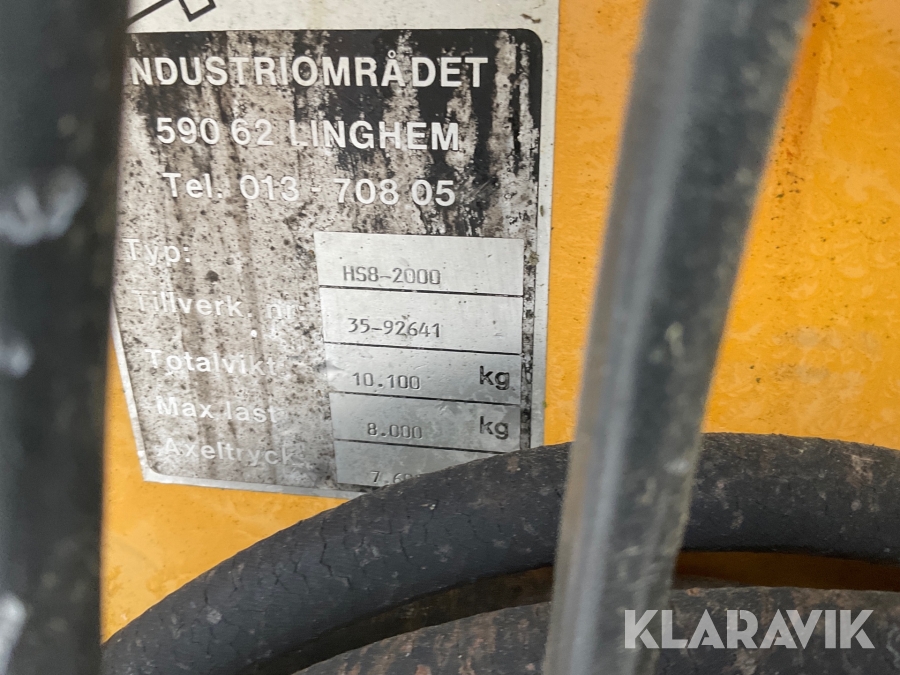 NDUSTRIOMRÅDET
590 62 LINGHEM
Tel. 013 - 708 05
Typ: HS8-2000
Tillverk. nr 35-92641
Totalvikt 10.100 kg
Max last 8.000 kg
Axeltryck
KLARAVIK